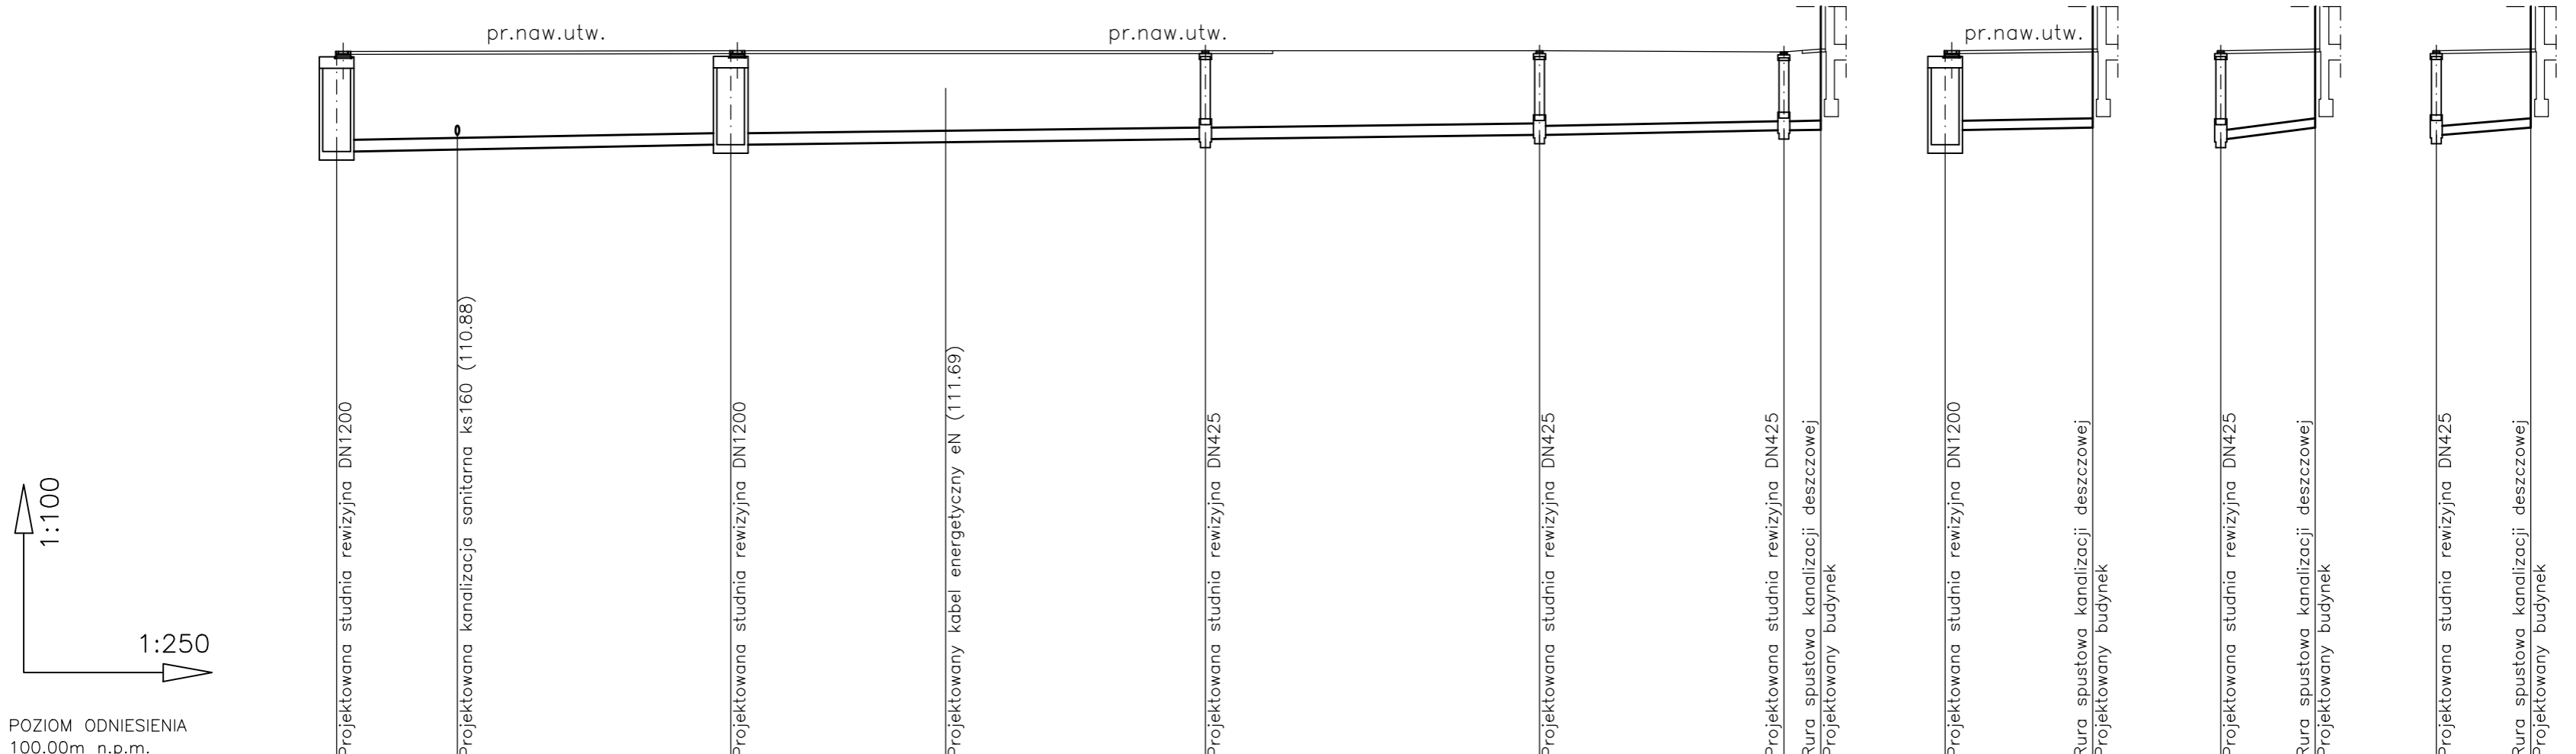 pr.naw.utw.
pr.naw.utw.
pr.naw.utw.
Projektowana studnia rewizyjna DN1200
Projektowana kanalizacja sanitarna ks160 (110.88)
Projektowana studnia rewizyjna DN1200
Projektowany kabel energetyczny eN (111.69)
Projektowana studnia rewizyjna DN425
Projektowana studnia rewizyjna DN425
Projektowana studnia rewizyjna DN425
Rura spustowa kanalizacji deszczowej
Projektowany budynek
Projektowana studnia rewizyjna DN1200
Rura spustowa kanalizacji deszczowej
Projektowany budynek
Projektowana studnia rewizyjna DN425
Rura spustowa kanalizacji deszczowej
Projektowany budynek
Projektowana studnia rewizyjna DN425
Rura spustowa kanalizacji deszczowej
Projektowany budynek
1:100
1:250
POZIOM ODNIESIENIA
100.00m n.p.m.